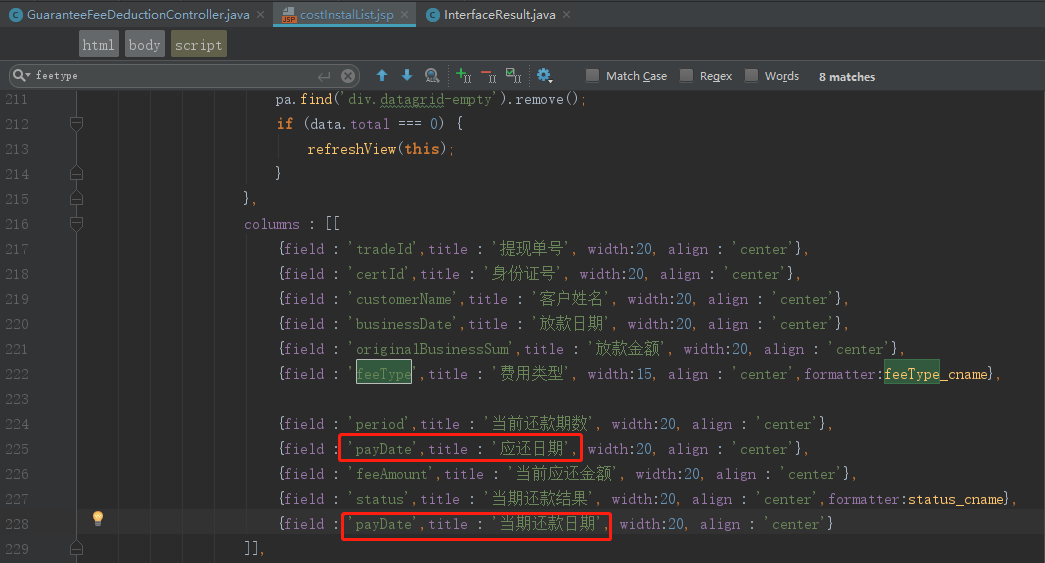 GuaranteeFeeDeductionController.java costInstalList.jsp InterfaceResult.java
html body script
feetype Match Case Regex Words 8 matches
211 pa.find('div.datagrid-empty').remove();
212 if (data.total === 0) {
213 refreshView(this);
214 }
215 },
216 columns : [[
217 {field : 'tradeId',title : '提现单号', width:20, align : 'center'},
218 {field : 'certId',title : '身份证号', width:20, align : 'center'},
219 {field : 'customerName',title : '客户姓名', width:20, align : 'center'},
220 {field : 'businessDate',title : '放款日期', width:20, align : 'center'},
221 {field : 'originalBusinessSum',title : '放款金额', width:20, align : 'center'},
222 {field : 'feeType',title : '费用类型', width:15, align : 'center',formatter:feeType_cname},
223
224 {field : 'period',title : '当前还款期数', width:20, align : 'center'},
225 {field : 'payDate',title : '应还日期', width:20, align : 'center'},
226 {field : 'feeAmount',title : '当前应还金额', width:20, align : 'center'},
227 {field : 'status',title : '当期还款结果', width:20, align : 'center',formatter:status_cname},
228 {field : 'payDate',title : '当期还款日期', width:20, align : 'center'}
229 ]],